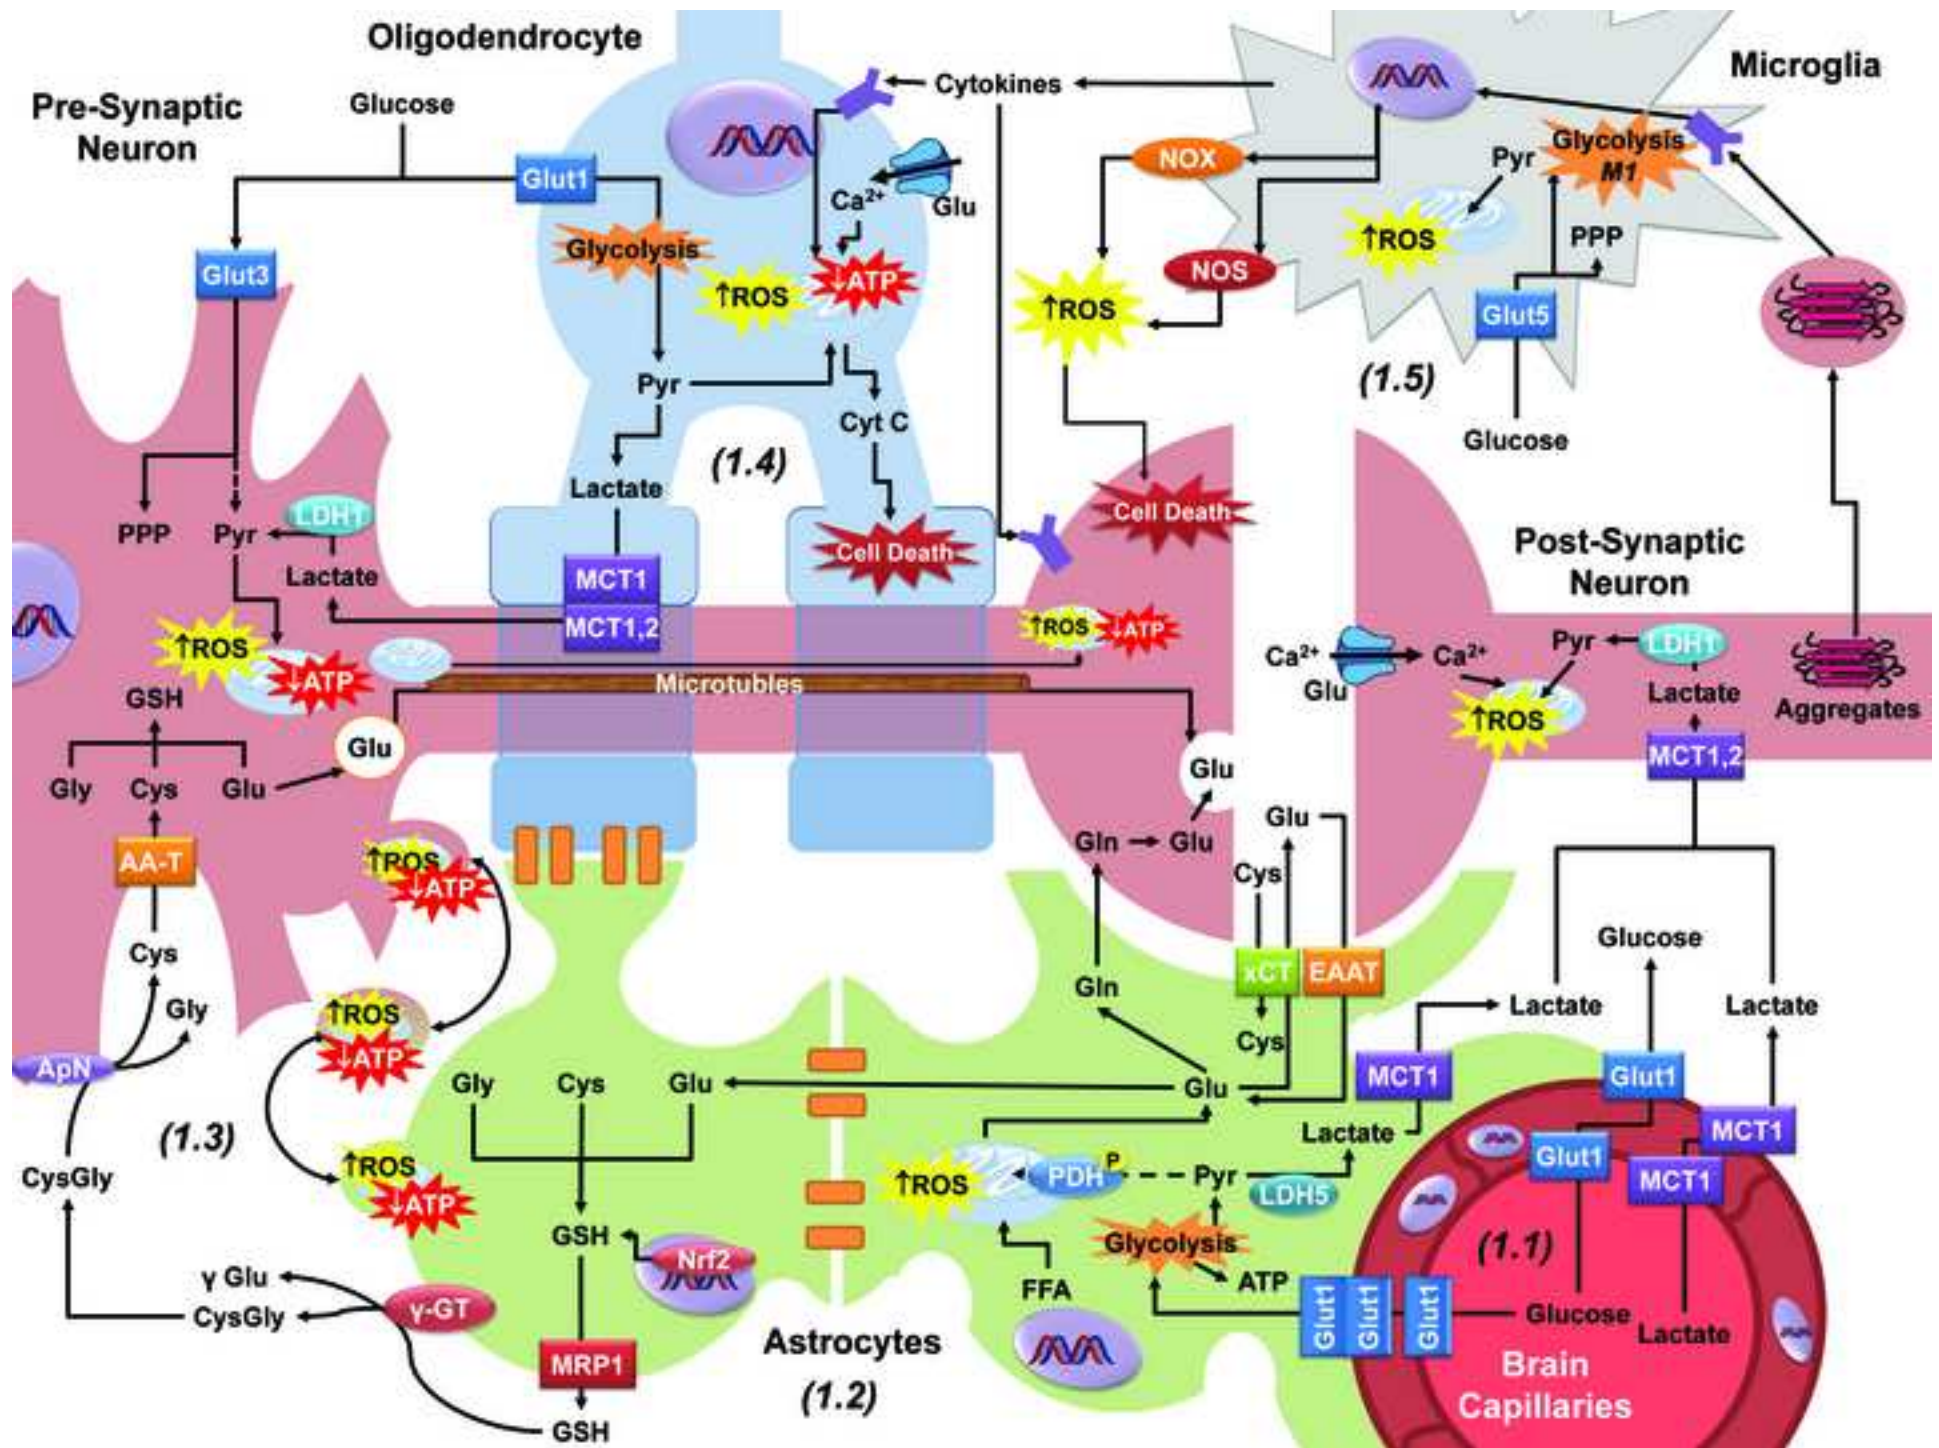 Oligodendrocyte
Pre-Synaptic
Neuron
Glucose
Cytokines
Microglia
Glut1
NOX
Pyr
Glycolysis
M1
Ca²⁺
Glu
Glycolysis
↑ROS
↓ATP
↑ROS
PPP
NOS
↑ROS
Glut3
Glut5
Pyr
Cyt C
(1.5)
Glucose
(1.4)
Lactate
Cell Death
Cell Death
PPP
Pyr
LDH1
Lactate
MCT1
MCT1,2
Post-Synaptic
Neuron
↑ROS
↓ATP
↑ROS
↓ATP
Microtubles
Ca²⁺
Glu
Ca²⁺
Pyr
LDH1
Lactate
↑ROS
MCT1,2
Aggregates
GSH
Glu
Gly
Cys
Glu
Glu
Gln
Glu
Glu
Cys
AA-T
↑ROS
↓ATP
Cys
Gly
xCT
EAAT
Glucose
Gln
Cys
Lactate
Lactate
↑ROS
↓ATP
ApN
Gly
Cys
Glu
Glu
MCT1
Glut1
MCT1
(1.3)
Lactate
Glut1
MCT1
CysGly
↑ROS
↓ATP
↑ROS
PDH
P
Pyr
LDH5
GSH
Nrf2
Glycolysis
ATP
FFA
(1.1)
γ Glu
CysGly
γ-GT
Glut1
Glut1
Glut1
Glucose
Lactate
MRP1
GSH
Astrocytes
(1.2)
Brain
Capillaries